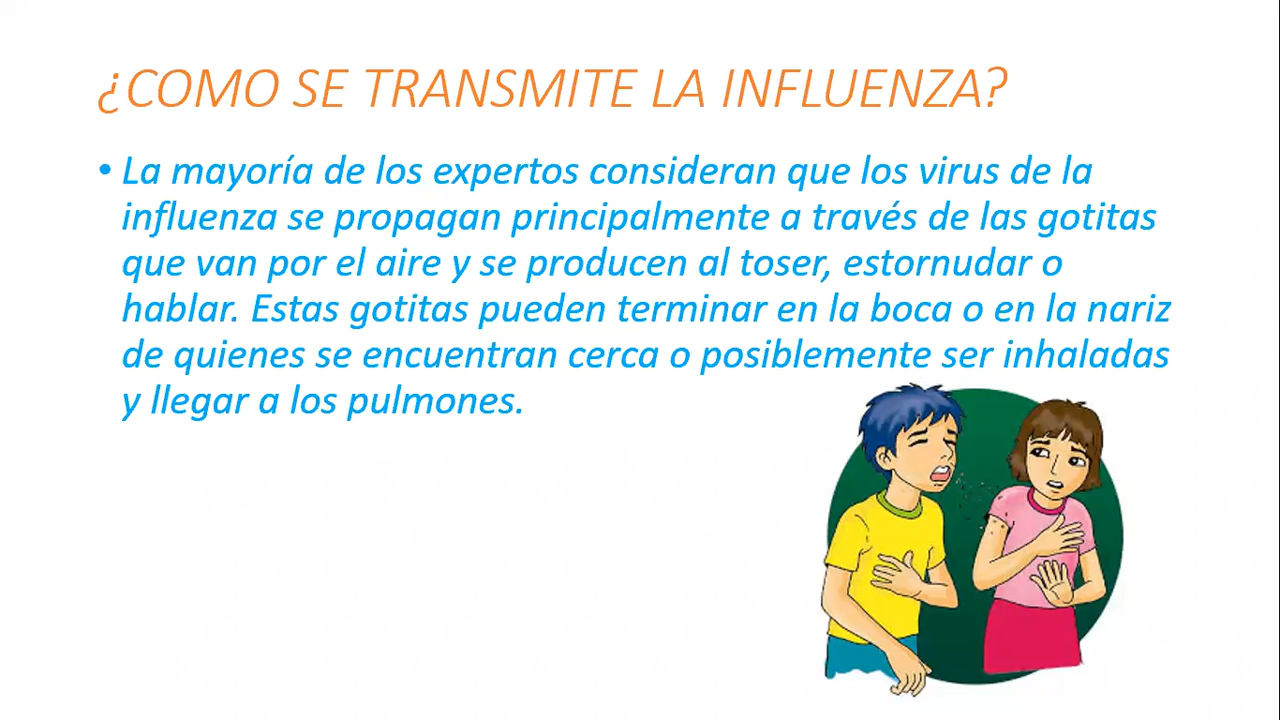 ¿COMO SE TRANSMITE LA INFLUENZA?
• La mayoría de los expertos consideran que los virus de la
influenza se propagan principalmente a través de las gotitas
que van por el aire y se producen al toser, estornudar o
hablar. Estas gotitas pueden terminar en la boca o en la nariz
de quienes se encuentran cerca o posiblemente ser inhaladas
y llegar a los pulmones.